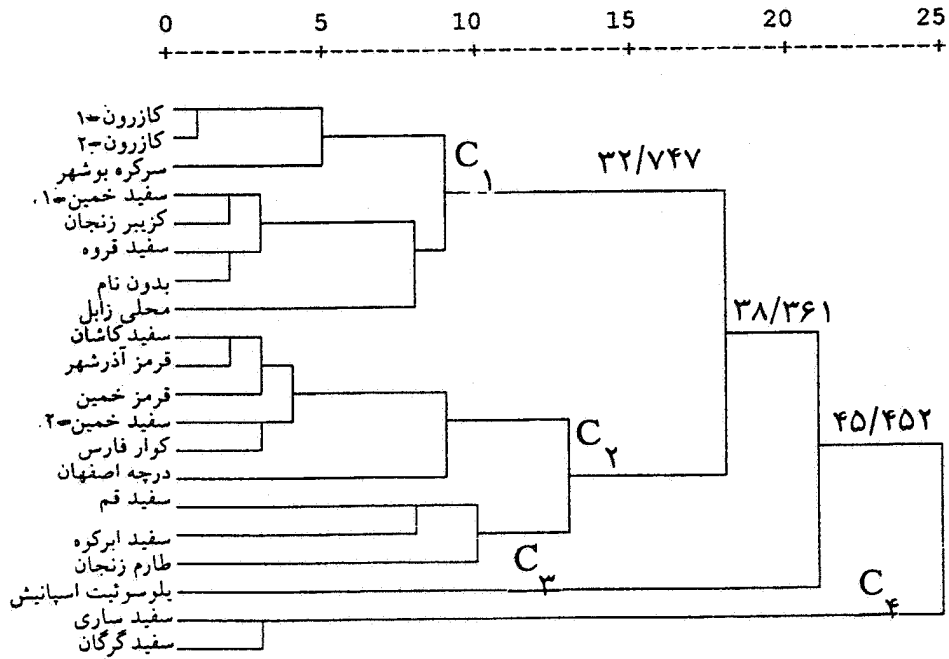 0 5 10 15 20 25
کازرون-۱
کازرون-۲
سرکره بوشهر
C۱ ۳۲/۷۴۷
سفید خمین-۱
کزیبر زنجان
سفید قروه
بدون نام
محلی زابل
۳۸/۳۶۱
سفید کاشان
قرمز آذرشهر
قرمز خمین
سفید خمین-۲
۴۵/۴۵۲
کوار فارس
C۲
درچه اصفهان
سفید قم
سفید ابرکوه
طارم زنجان
C۳
یلوسوئیت اسپانیش
C۴
سفید ساری
سفید گرگان